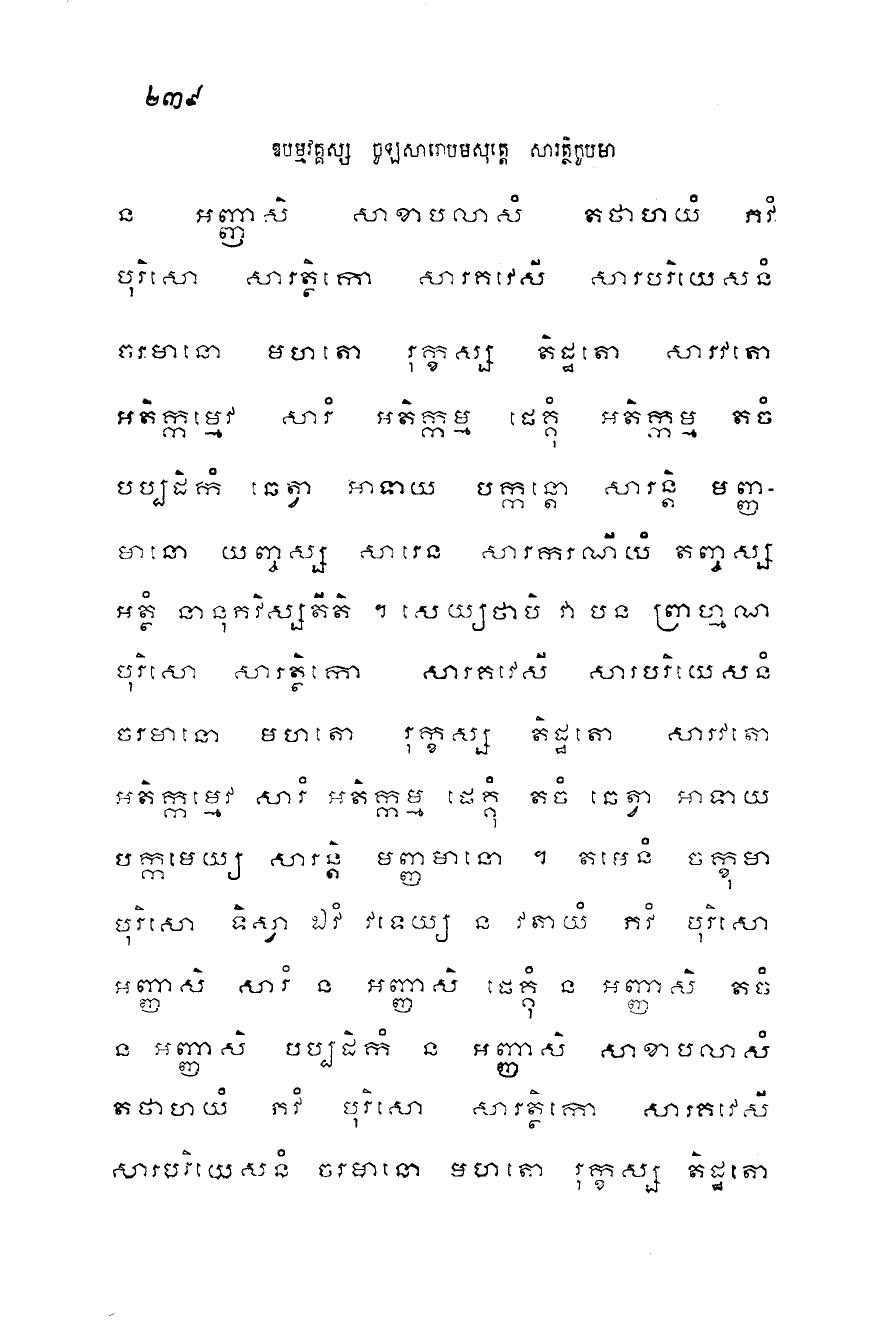 ២៣៩
ឱបម្មវគ្គស្ស ចូឡសារោបមសុត្តេ សារត្ថិកូបមា
ន អញ្ញាសិ សាខាបលាសំ តថាហយំ ភវំ
បុរិសោ សារត្ថិកោ សារគវេសី សារបរិយេសនំ
ចរមានោ មហតោ រុក្ខស្ស តិដ្ឋតោ សារវតោ
អតិក្កម្មេវ សារំ អតិក្កម្ម ផេគ្គុំ អតិក្កម្ម តចំ
បប្បដិកំ ឆេត្វា អាទាយ បក្កន្តោ សារន្តិ មញ្ញ-
មានោ យញ្ចស្ស សារេន សារករណីយំ តញ្ចស្ស
អត្ថំ នានុភវិស្សតីតិ ។ សេយ្យថាបិ វា បន ព្រាហ្មណ
បុរិសោ សារត្ថិកោ សារគវេសី សារបរិយេសនំ
ចរមានោ មហតោ រុក្ខស្ស តិដ្ឋតោ សារវតោ
អតិក្កម្មេវ សារំ អតិក្កម្ម ផេគ្គុំ តចំ ឆេត្វា អាទាយ
បក្កមេយ្យ សារន្តិ មញ្ញមានោ ។ តមេនំ ចក្ខុមា
បុរិសោ ទិស្វា ឯវំ វទេយ្យ ន វតាយំ ភវំ បុរិសោ
អញ្ញាសិ សារំ ន អញ្ញាសិ ផេគ្គុំ ន អញ្ញាសិ តចំ
ន អញ្ញាសិ បប្បដិកំ ន អញ្ញាសិ សាខាបលាសំ
តថាហយំ ភវំ បុរិសោ សារត្ថិកោ សារគវេសី
សារបរិយេសនំ ចរមានោ មហតោ រុក្ខស្ស តិដ្ឋតោ